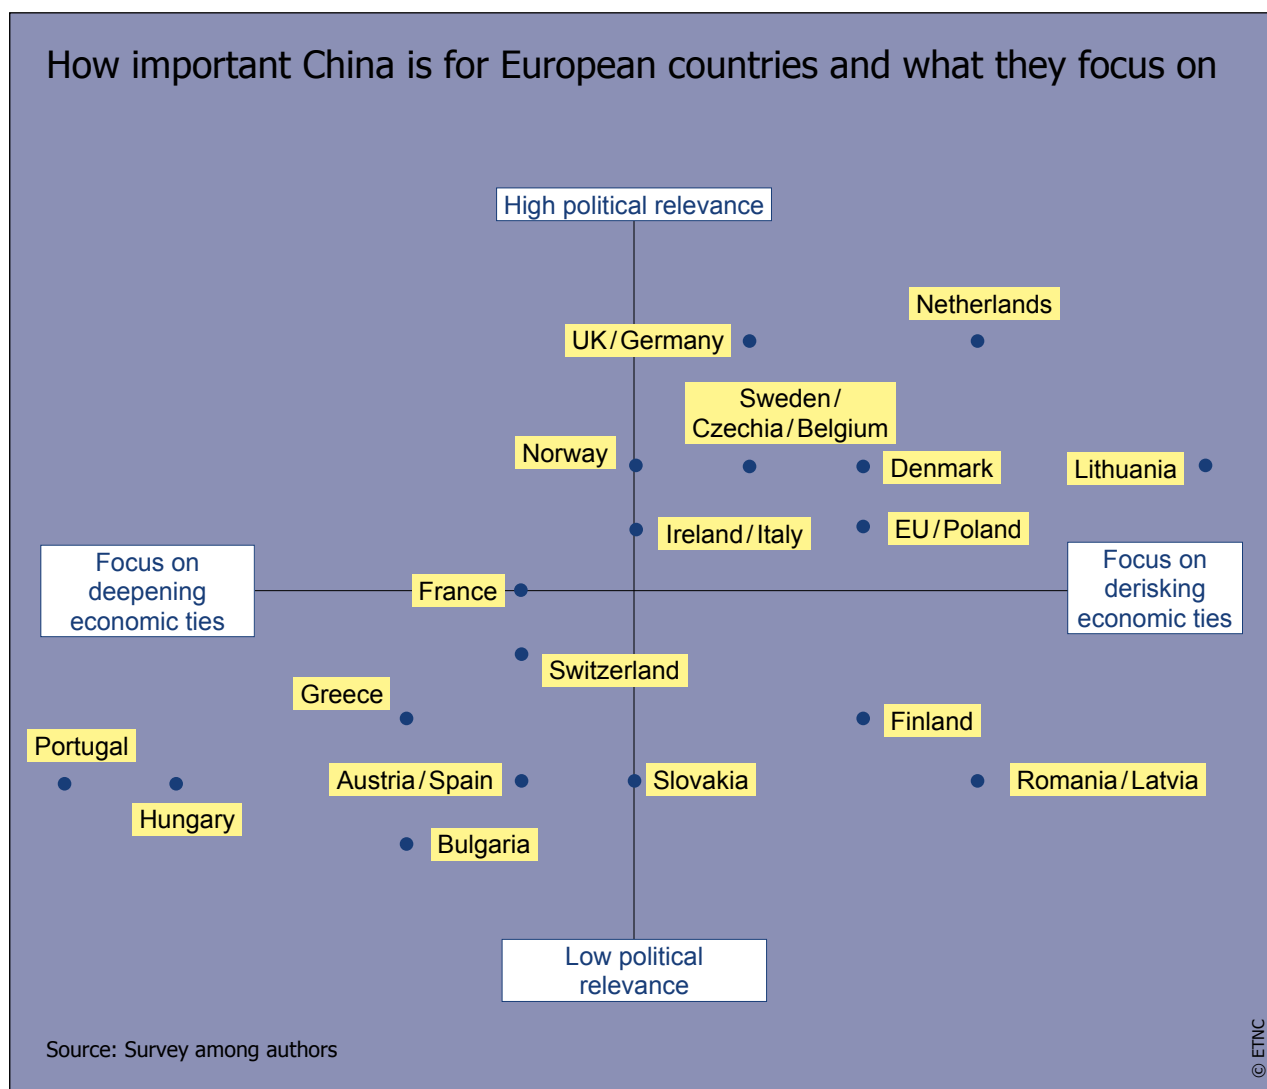 How important China is for European countries and what they focus on
High political relevance
Netherlands
UK/Germany
Sweden/
Czechia/Belgium
Norway
Denmark
Lithuania
Ireland/Italy
EU/Poland
Focus on
deepening
economic ties
France
Focus on
derisking
economic ties
Switzerland
Greece
Finland
Portugal
Austria/Spain
Slovakia
Romania/Latvia
Hungary
Bulgaria
Low political
relevance
Source: Survey among authors
© ETNC